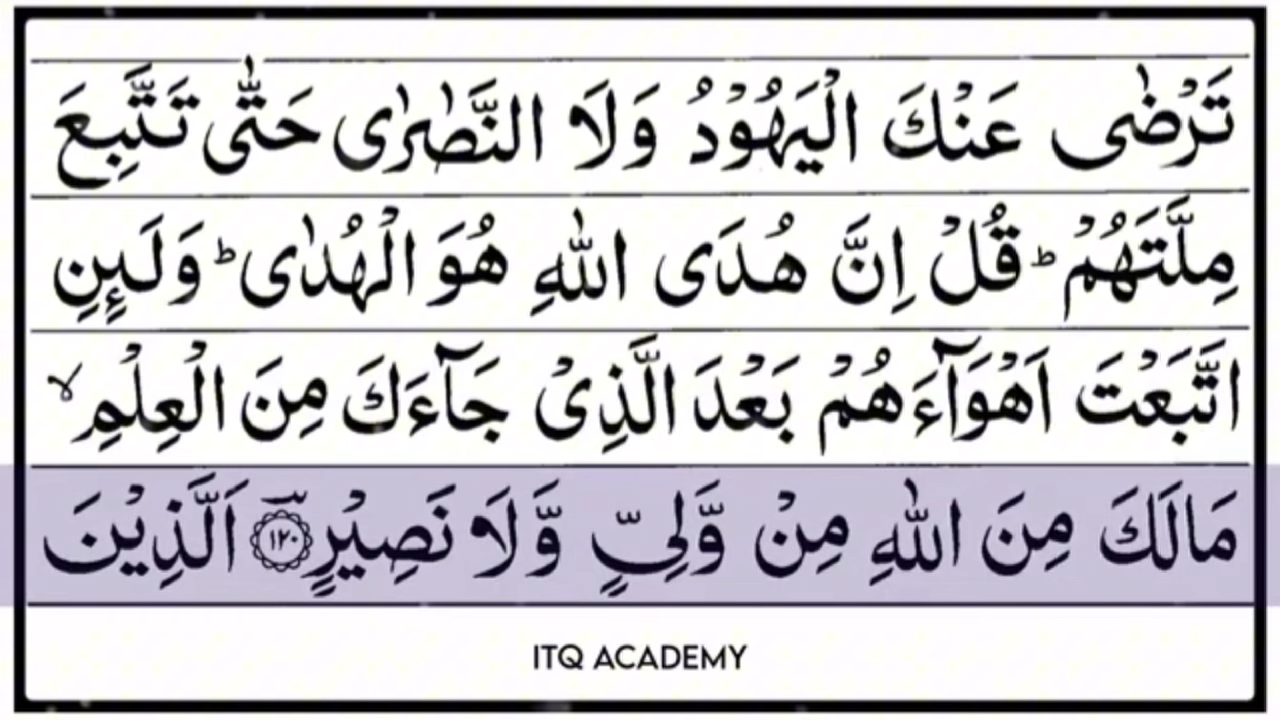 تَرْضٰى عَنْكَ الْيَهُوْدُ وَلَا النَّصٰرٰى حَتّٰى تَتَّبِعَ
مِلَّتَهُمْ ؕ قُلْ اِنَّ هُدَى اللّٰهِ هُوَ الْهُدٰى ؕ وَلَىِٕنِ
اتَّبَعْتَ اَهْوَآءَهُمْ بَعْدَ الَّذِىْ جَآءَكَ مِنَ الْعِلْمِ ۙ
مَا لَكَ مِنَ اللّٰهِ مِنْ وَّلِىٍّ وَّلَا نَصِيْرٍ ؔ ﴿۱۲۰﴾ اَلَّذِيْنَ
ITQ ACADEMY